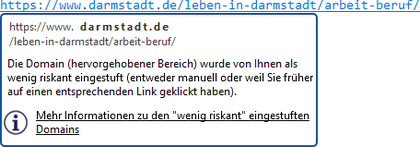 https://www.darmstadt.de/leben-in-darmstadt/arbeit-beruf/
https://www. darmstadt.de
/leben-in-darmstadt/arbeit-beruf/
Die Domain (hervorgehobener Bereich) wurde von Ihnen als
wenig riskant eingestuft (entweder manuell oder weil Sie früher
auf einen entsprechenden Link geklickt haben).
Mehr Informationen zu den "wenig riskant" eingestuften
Domains